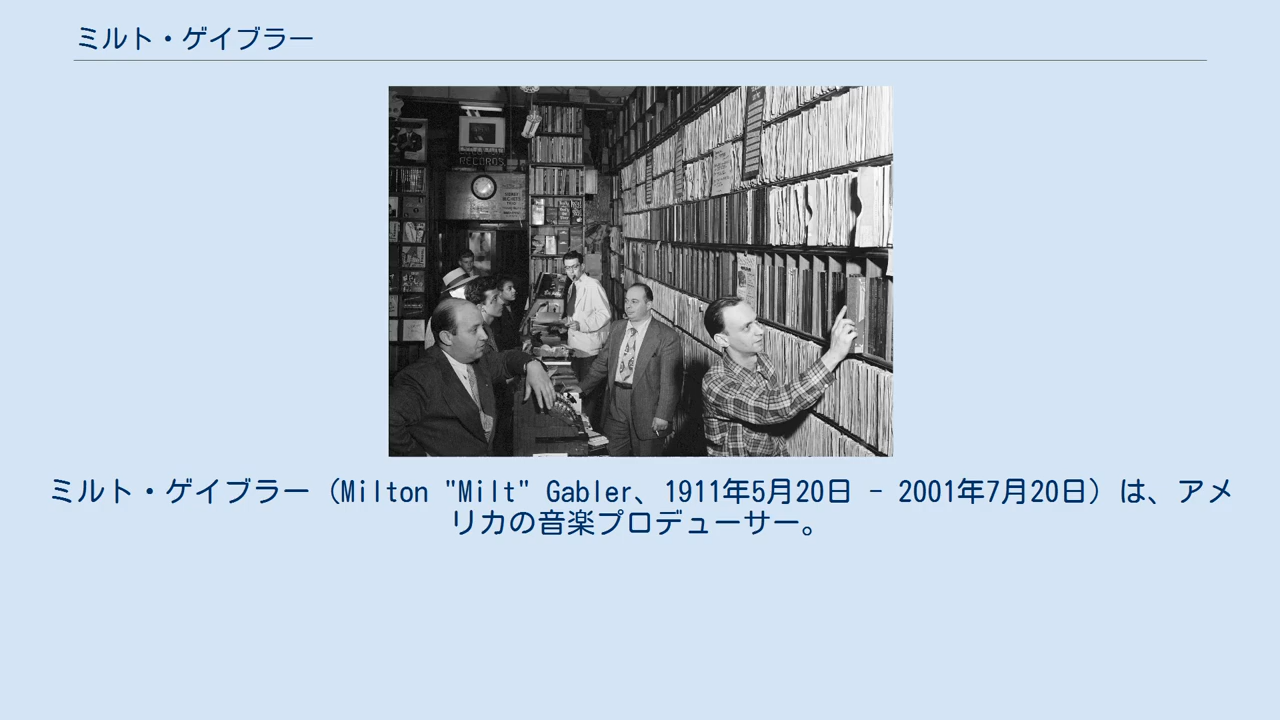 ミルト・ゲイブラー
RECORDS
ミルト・ゲイブラー（Milton "Milt" Gabler、1911年5月20日 - 2001年7月20日）は、アメ
リカの音楽プロデューサー。